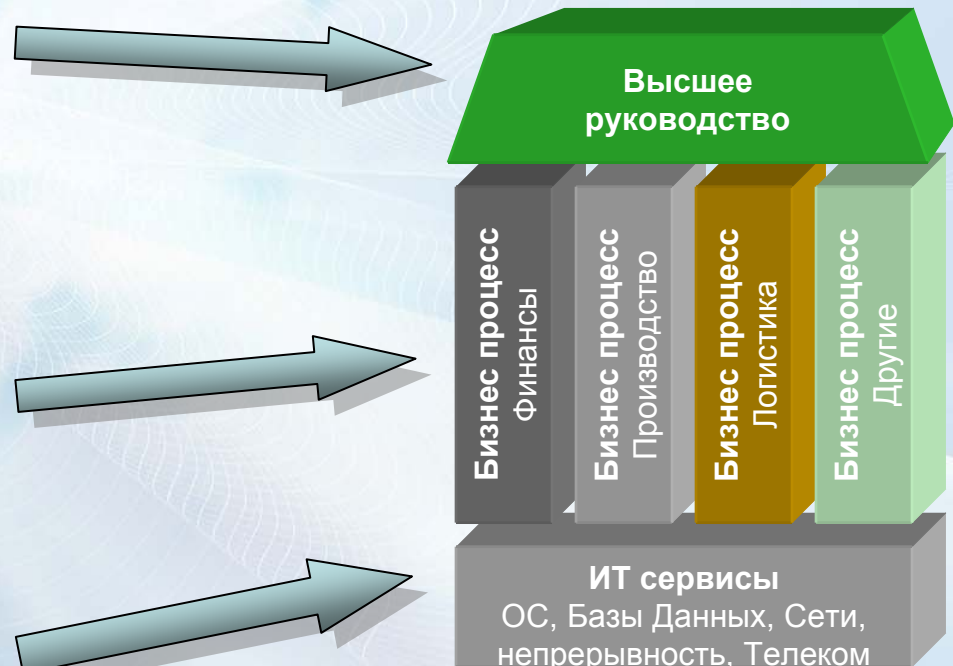 Высшее
руководство
Бизнес процесс
Финансы
Бизнес процесс
Производство
Бизнес процесс
Логистика
Бизнес процесс
Другие
ИТ сервисы
ОС, Базы Данных, Сети,
непрерывность, Телеком